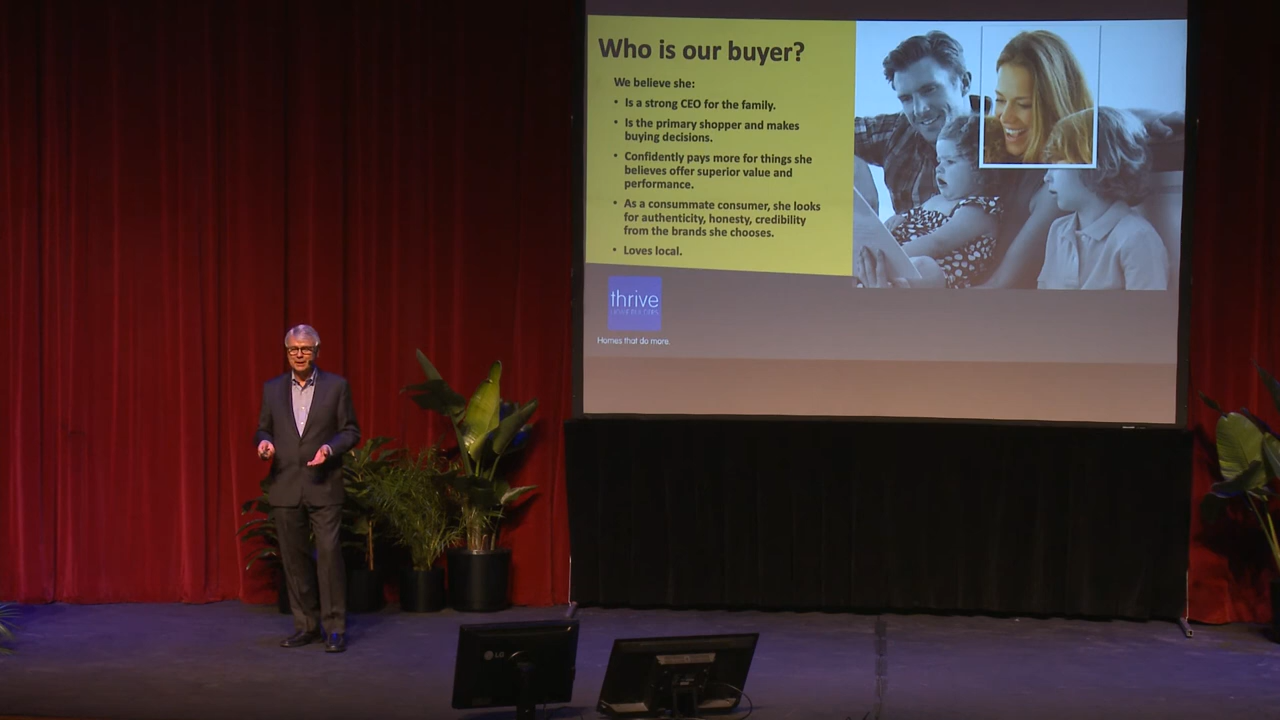 Who is our buyer?
We believe she:
• Is a strong CEO for the family.
• Is the primary shopper and makes
buying decisions.
• Confidently pays more for things she
believes offer superior value and
performance.
• As a consummate consumer, she looks
for authenticity, honesty, credibility
from the brands she chooses.
• Loves local.
thrive
Homes that do more.
LG